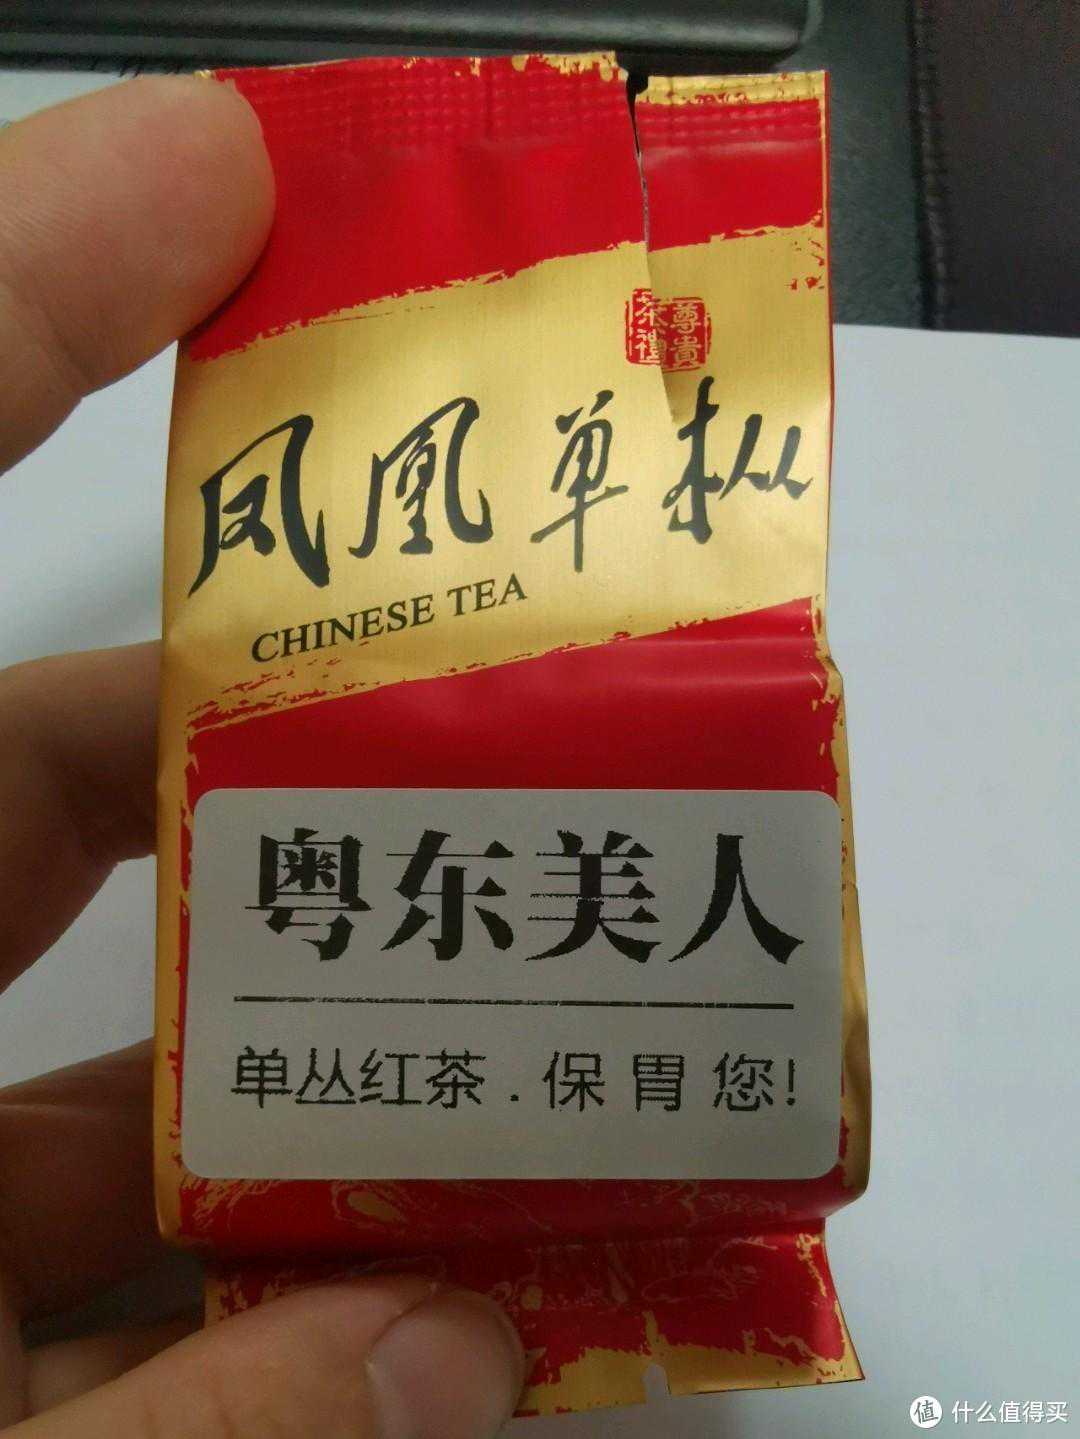 尊貴
茶禮
凤凰单枞
CHINESE TEA
粤东美人
单丛红茶.保胃您!
值 什么值得买